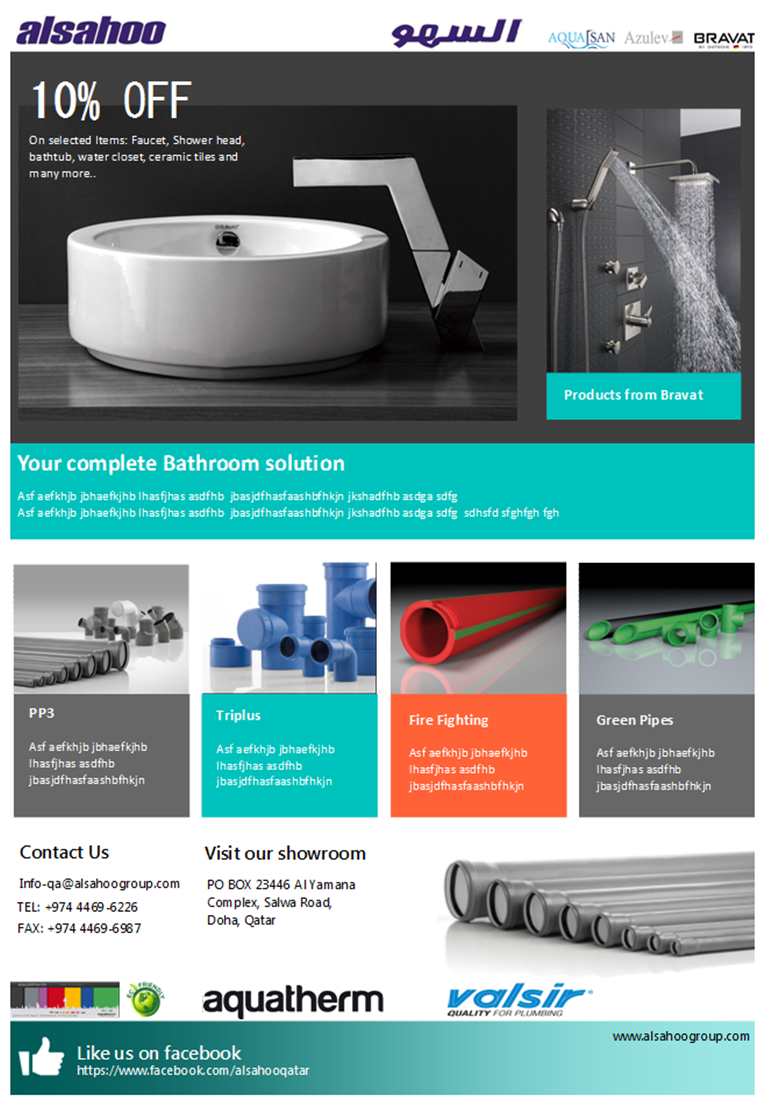 alsahoo
السهو
AQUA SAN
Azulev
BRAVAT
BY DIETSCHE 1873
10% OFF
On selected Items: Faucet, Shower head,
bathtub, water closet, ceramic tiles and
many more..
BRAVAT
Products from Bravat
Your complete Bathroom solution
Asf aefkhjb jbhaefkjhb lhasfjhas asdfhb jbasjdfhasfaashbfhkjn jkshadfhb asdga sdfg
Asf aefkhjb jbhaefkjhb lhasfjhas asdfhb jbasjdfhasfaashbfhkjn jkshadfhb asdga sdfg sdhsfd sfghfgh fgh
PP3
Asf aefkhjb jbhaefkjhb
lhasfjhas asdfhb
jbasjdfhasfaashbfhkjn
Triplus
Asf aefkhjb jbhaefkjhb
lhasfjhas asdfhb
jbasjdfhasfaashbfhkjn
Fire Fighting
Asf aefkhjb jbhaefkjhb
lhasfjhas asdfhb
jbasjdfhasfaashbfhkjn
Green Pipes
Asf aefkhjb jbhaefkjhb
lhasfjhas asdfhb
jbasjdfhasfaashbfhkjn
Contact Us
Info-qa@alsahoogroup.com
TEL: +974 4469-6226
FAX: +974 4469-6987
Visit our showroom
PO BOX 23446 Al Yamana
Complex, Salwa Road,
Doha, Qatar
ECO FRIENDLY
aquatherm
valsir®
QUALITY FOR PLUMBING
www.alsahoogroup.com
Like us on facebook
https://www.facebook.com/alsahooqatar